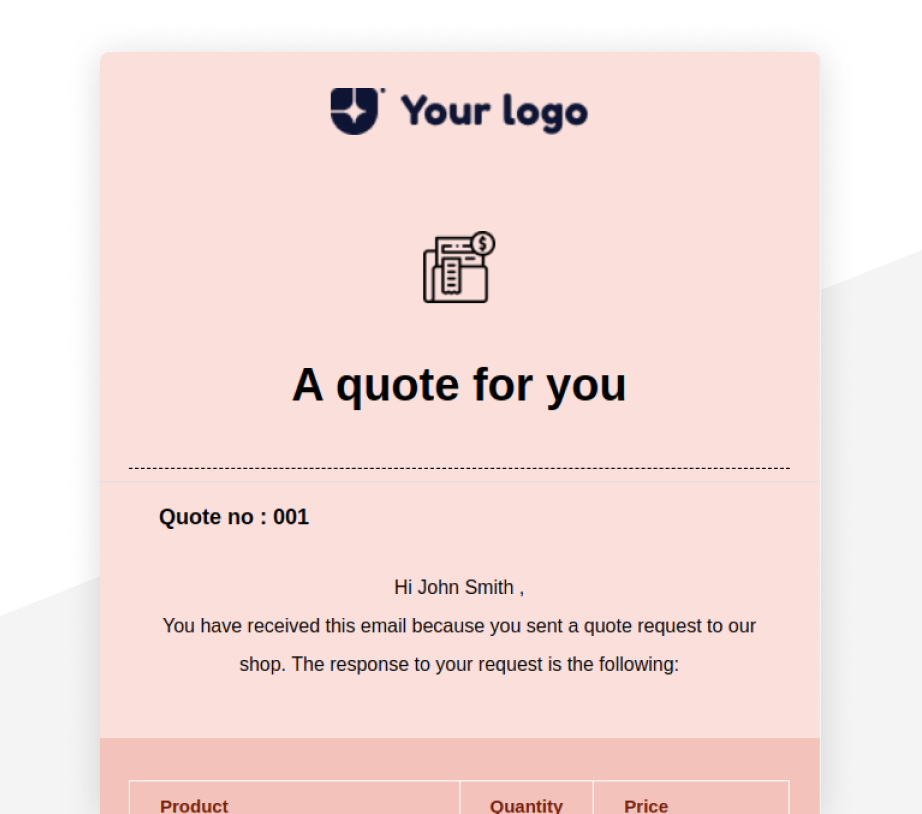 Your logo
$
A quote for you
Quote no : 001
Hi John Smith ,
You have received this email because you sent a quote request to our
shop. The response to your request is the following:
Product Quantity Price